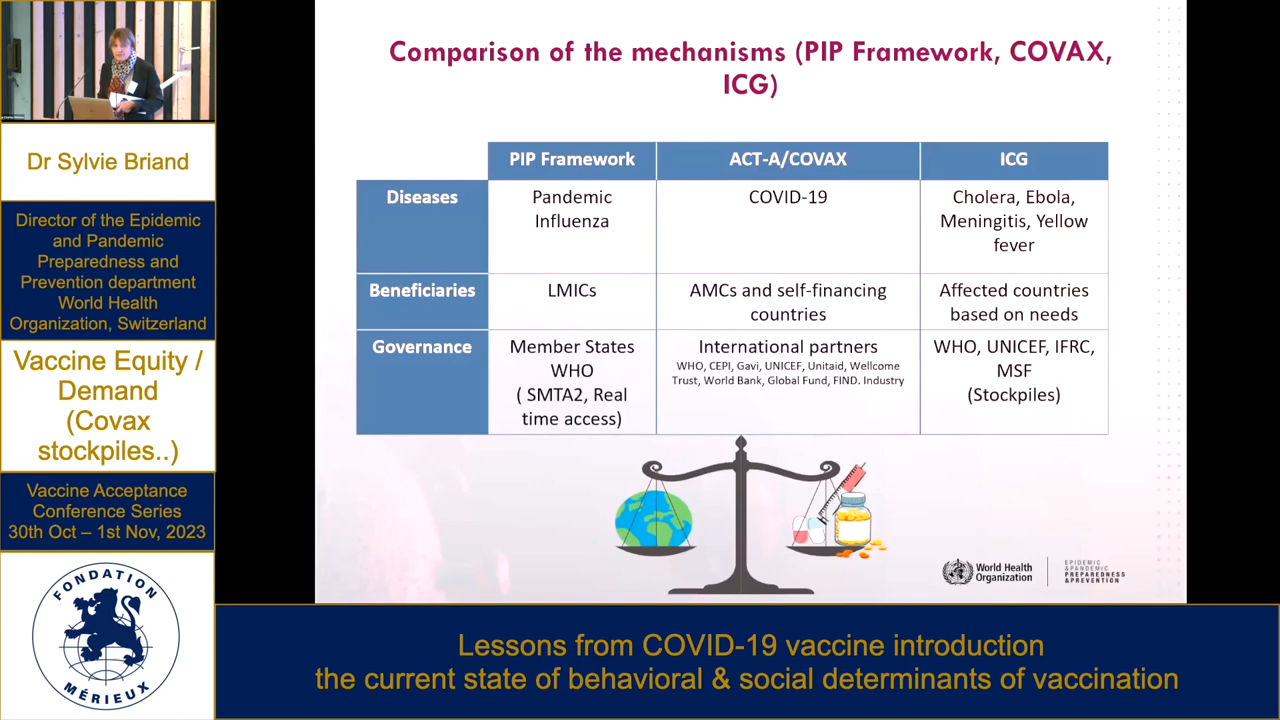 Comparison of the mechanisms (PIP Framework, COVAX,
ICG)
PIP Framework
ACT-A/COVAX
ICG
Diseases
Pandemic
Influenza
COVID-19
Cholera, Ebola,
Meningitis, Yellow
fever
Beneficiaries
LMICs
AMCs and self-financing
countries
Affected countries
based on needs
Governance
Member States
WHO
( SMTA2, Real
time access)
International partners
WHO, CEPI, Gavi, UNICEF, Unitaid, Wellcome
Trust, World Bank, Global Fund, FIND. Industry
WHO, UNICEF, IFRC,
MSF
(Stockpiles)
World Health
Organization
EPIDEMIC
&PANDEMIC
PREPAREDNESS
&PREVENTION
Dr Sylvie Briand
Director of the Epidemic
and Pandemic
Preparedness and
Prevention department
World Health
Organization, Switzerland
Vaccine Equity /
Demand
(Covax
stockpiles..)
Vaccine Acceptance
Conference Series
30th Oct – 1st Nov, 2023
FONDATION
MÉRIEUX
Lessons from COVID-19 vaccine introduction
the current state of behavioral & social determinants of vaccination